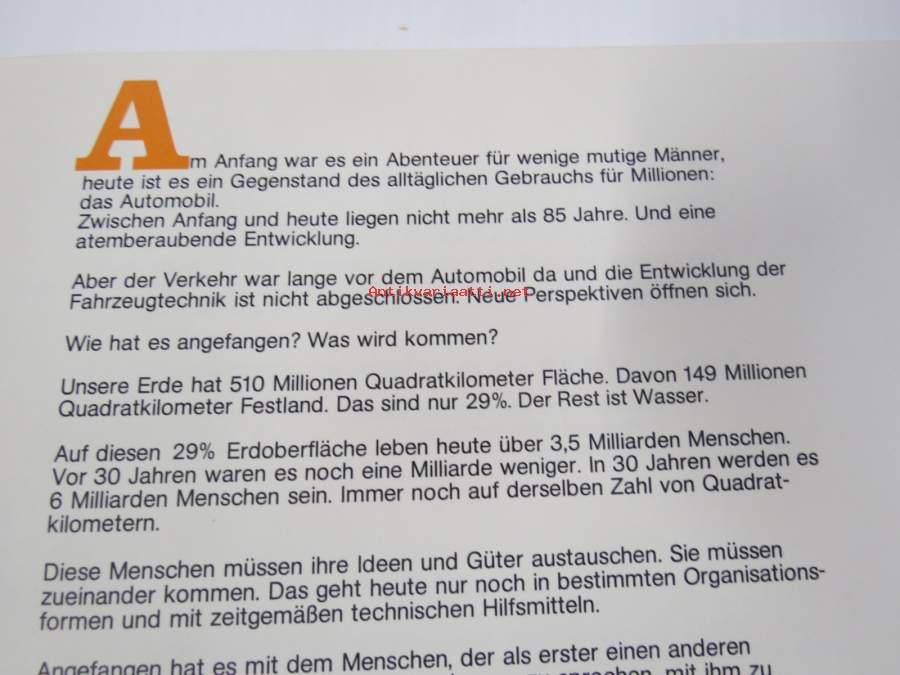 Am Anfang war es ein Abenteuer für wenige mutige Männer,
heute ist es ein Gegenstand des alltäglichen Gebrauchs für Millionen:
das Automobil.
Zwischen Anfang und heute liegen nicht mehr als 85 Jahre. Und eine
atemberaubende Entwicklung.
Aber der Verkehr war lange vor dem Automobil da und die Entwicklung der
Fahrzeugtechnik ist nicht abgeschlossen. Neue Perspektiven öffnen sich.
Antikvariaatti.net
Wie hat es angefangen? Was wird kommen?
Unsere Erde hat 510 Millionen Quadratkilometer Fläche. Davon 149 Millionen
Quadratkilometer Festland. Das sind nur 29%. Der Rest ist Wasser.
Auf diesen 29% Erdoberfläche leben heute über 3,5 Milliarden Menschen.
Vor 30 Jahren waren es noch eine Milliarde weniger. In 30 Jahren werden es
6 Milliarden Menschen sein. Immer noch auf derselben Zahl von Quadrat-
kilometern.
Diese Menschen müssen ihre Ideen und Güter austauschen. Sie müssen
zueinander kommen. Das geht heute nur noch in bestimmten Organisations-
formen und mit zeitgemäßen technischen Hilfsmitteln.
Angefangen hat es mit dem Menschen, der als erster einen anderen
zu sprechen, mit ihm zu